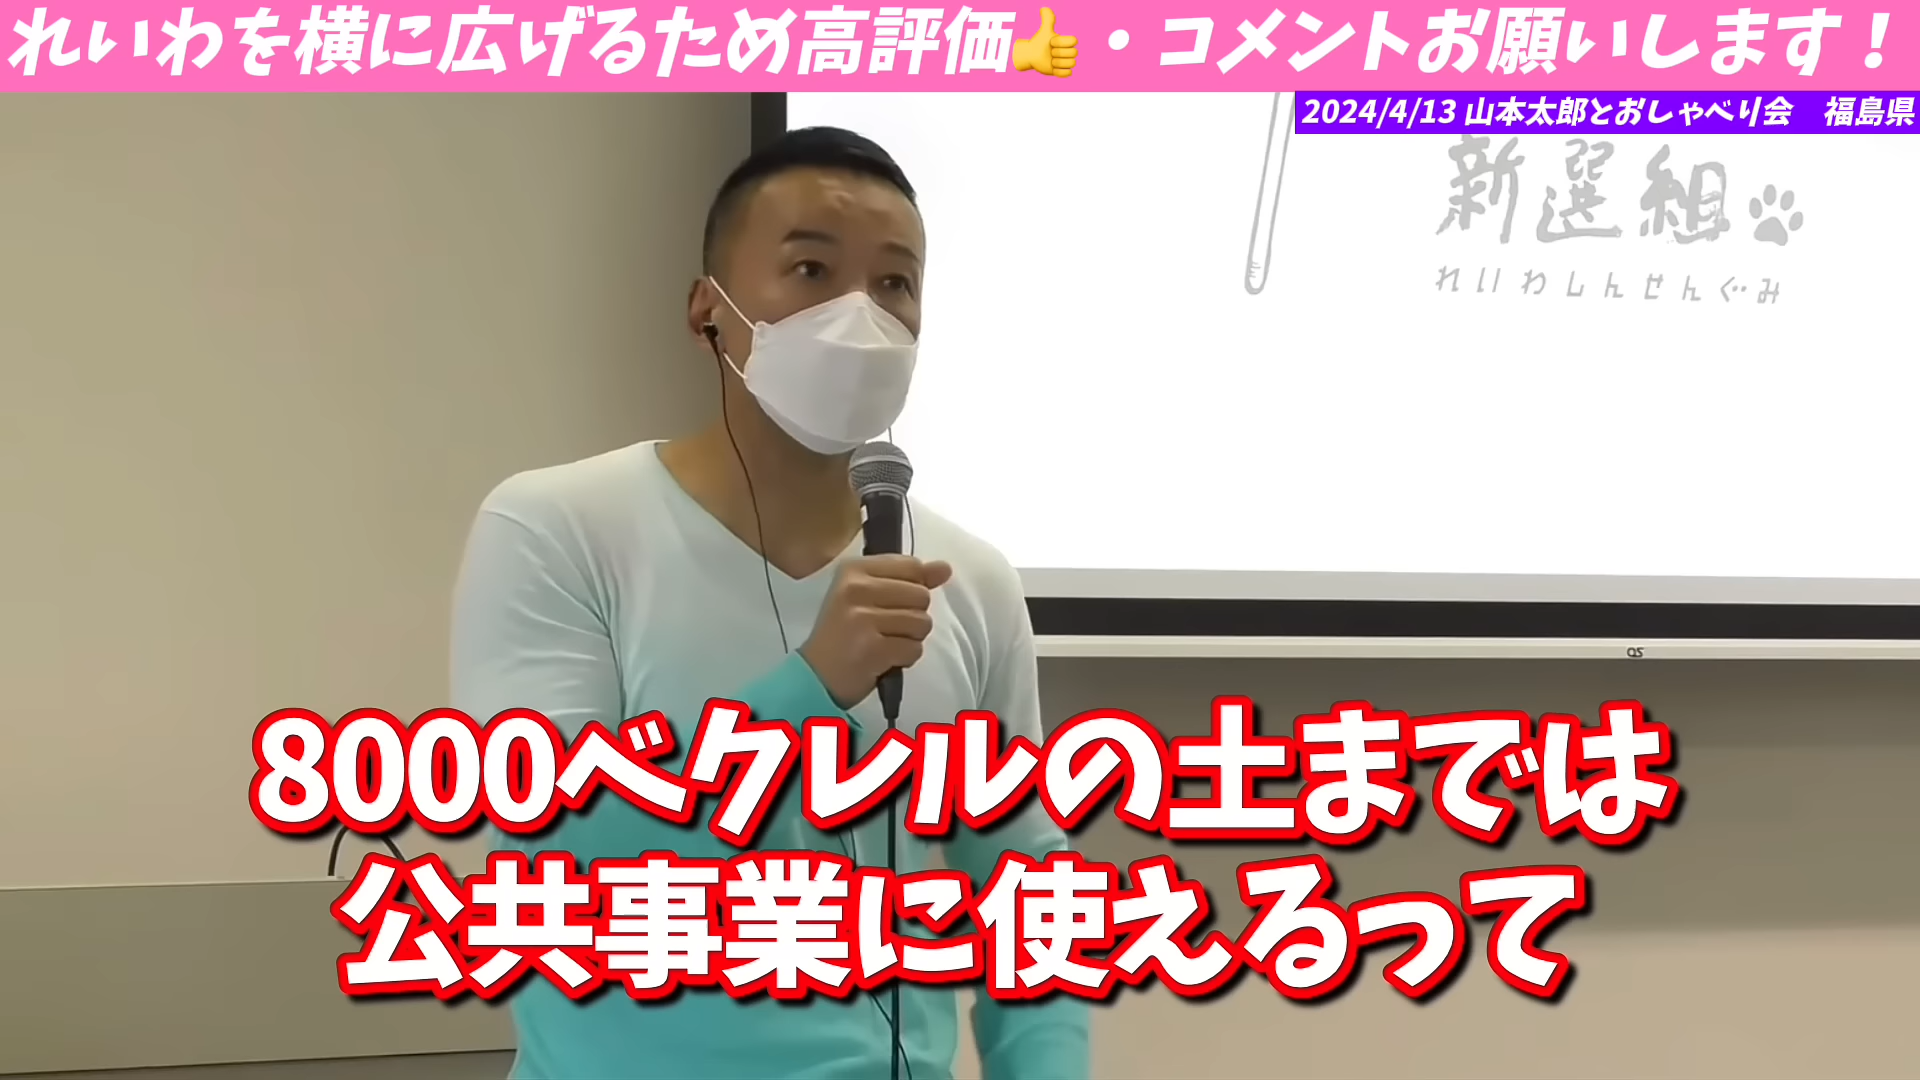 れいわを横に広げるため高評価👍・コメントお願いします！
2024/4/13 山本太郎とおしゃべり会　福島県
新選組
れいわしんせんぐみ
8000ベクレルの土までは
公共事業に使えるって